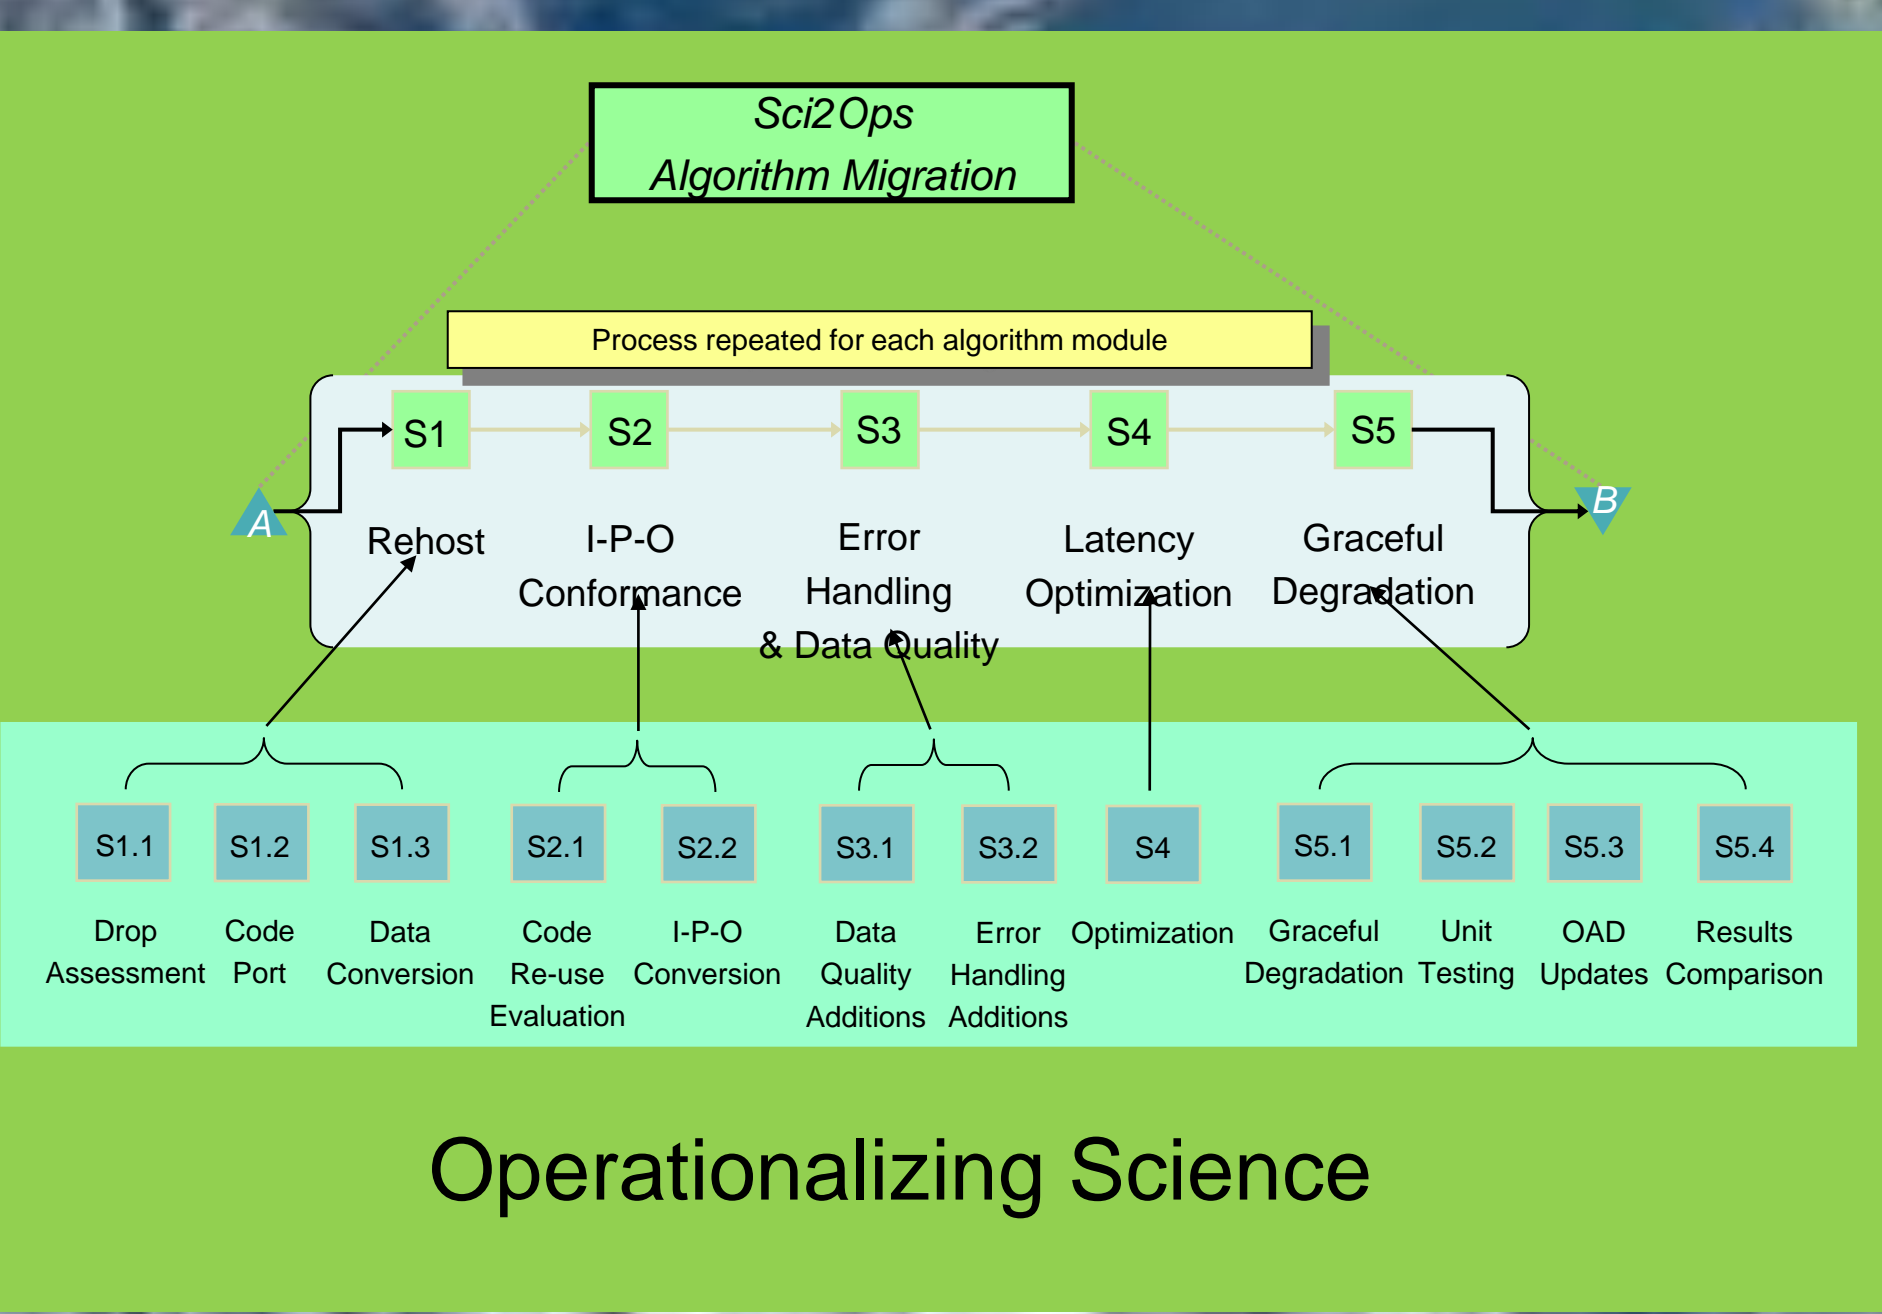 Sci2Ops
Algorithm Migration
Process repeated for each algorithm module
S1
S2
S3
S4
S5
A
B
Rehost
I-P-O
Conformance
Error
Handling
& Data Quality
Latency
Optimization
Graceful
Degradation
S1.1
S1.2
S1.3
S2.1
S2.2
S3.1
S3.2
S4
S5.1
S5.2
S5.3
S5.4
Drop
Assessment
Code
Port
Data
Conversion
Code
Re-use
Evaluation
I-P-O
Conversion
Data
Quality
Additions
Error
Handling
Additions
Optimization
Graceful
Degradation
Unit
Testing
OAD
Updates
Results
Comparison
Operationalizing Science